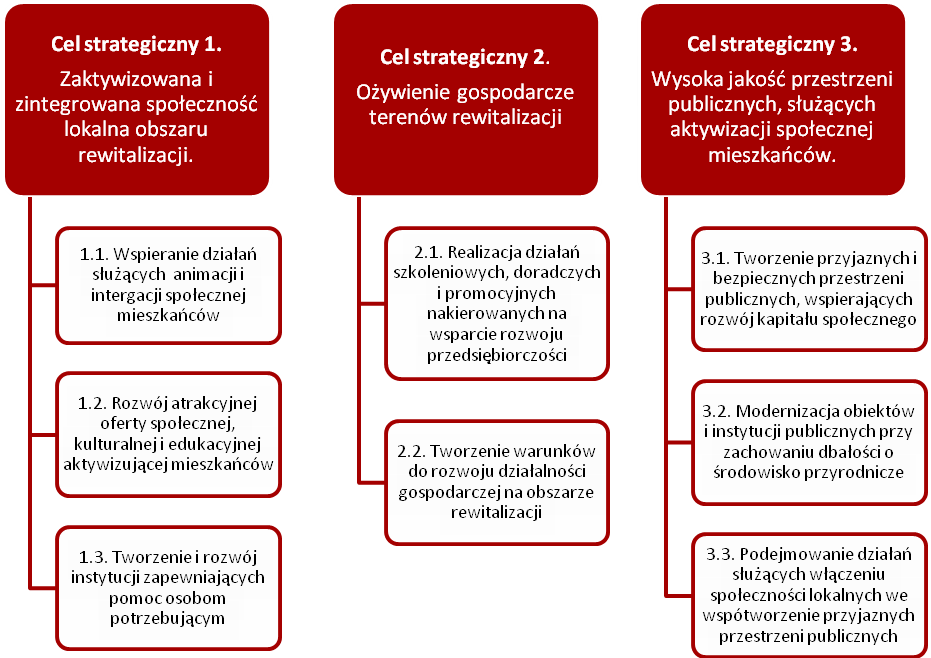 Cel strategiczny 1.
Zaktywizowana i
zintegrowana społeczność
lokalna obszaru
rewitalizacji.
1.1. Wspieranie działań
służących animacji i
intergacji społecznej
mieszkańców
1.2. Rozwój atrakcyjnej
oferty społecznej,
kulturalnej i edukacyjnej
aktywizującej mieszkańców
1.3. Tworzenie i rozwój
instytucji zapewniających
pomoc osobom
potrzebującym
Cel strategiczny 2.
Ożywienie gospodarcze
terenów rewitalizacji
2.1. Realizacja działań
szkoleniowych, doradczych
i promocyjnych
nakierowanych na
wsparcie rozwoju
przedsiębiorczości
2.2. Tworzenie warunków
do rozwoju działalności
gospodarczej na obszarze
rewitalizacji
Cel strategiczny 3.
Wysoka jakość przestrzeni
publicznych, służących
aktywizacji społecznej
mieszkańców.
3.1. Tworzenie przyjaznych i
bezpiecznych przestrzeni
publicznych, wspierających
rozwój kapitału społecznego
3.2. Modernizacja obiektów
i instytucji publicznych przy
zachowaniu dbałości o
środowisko przyrodnicze
3.3. Podejmowanie działań
służących włączeniu
społeczności lokalnych we
wspótworzenie przyjaznych
przestrzeni publicznych